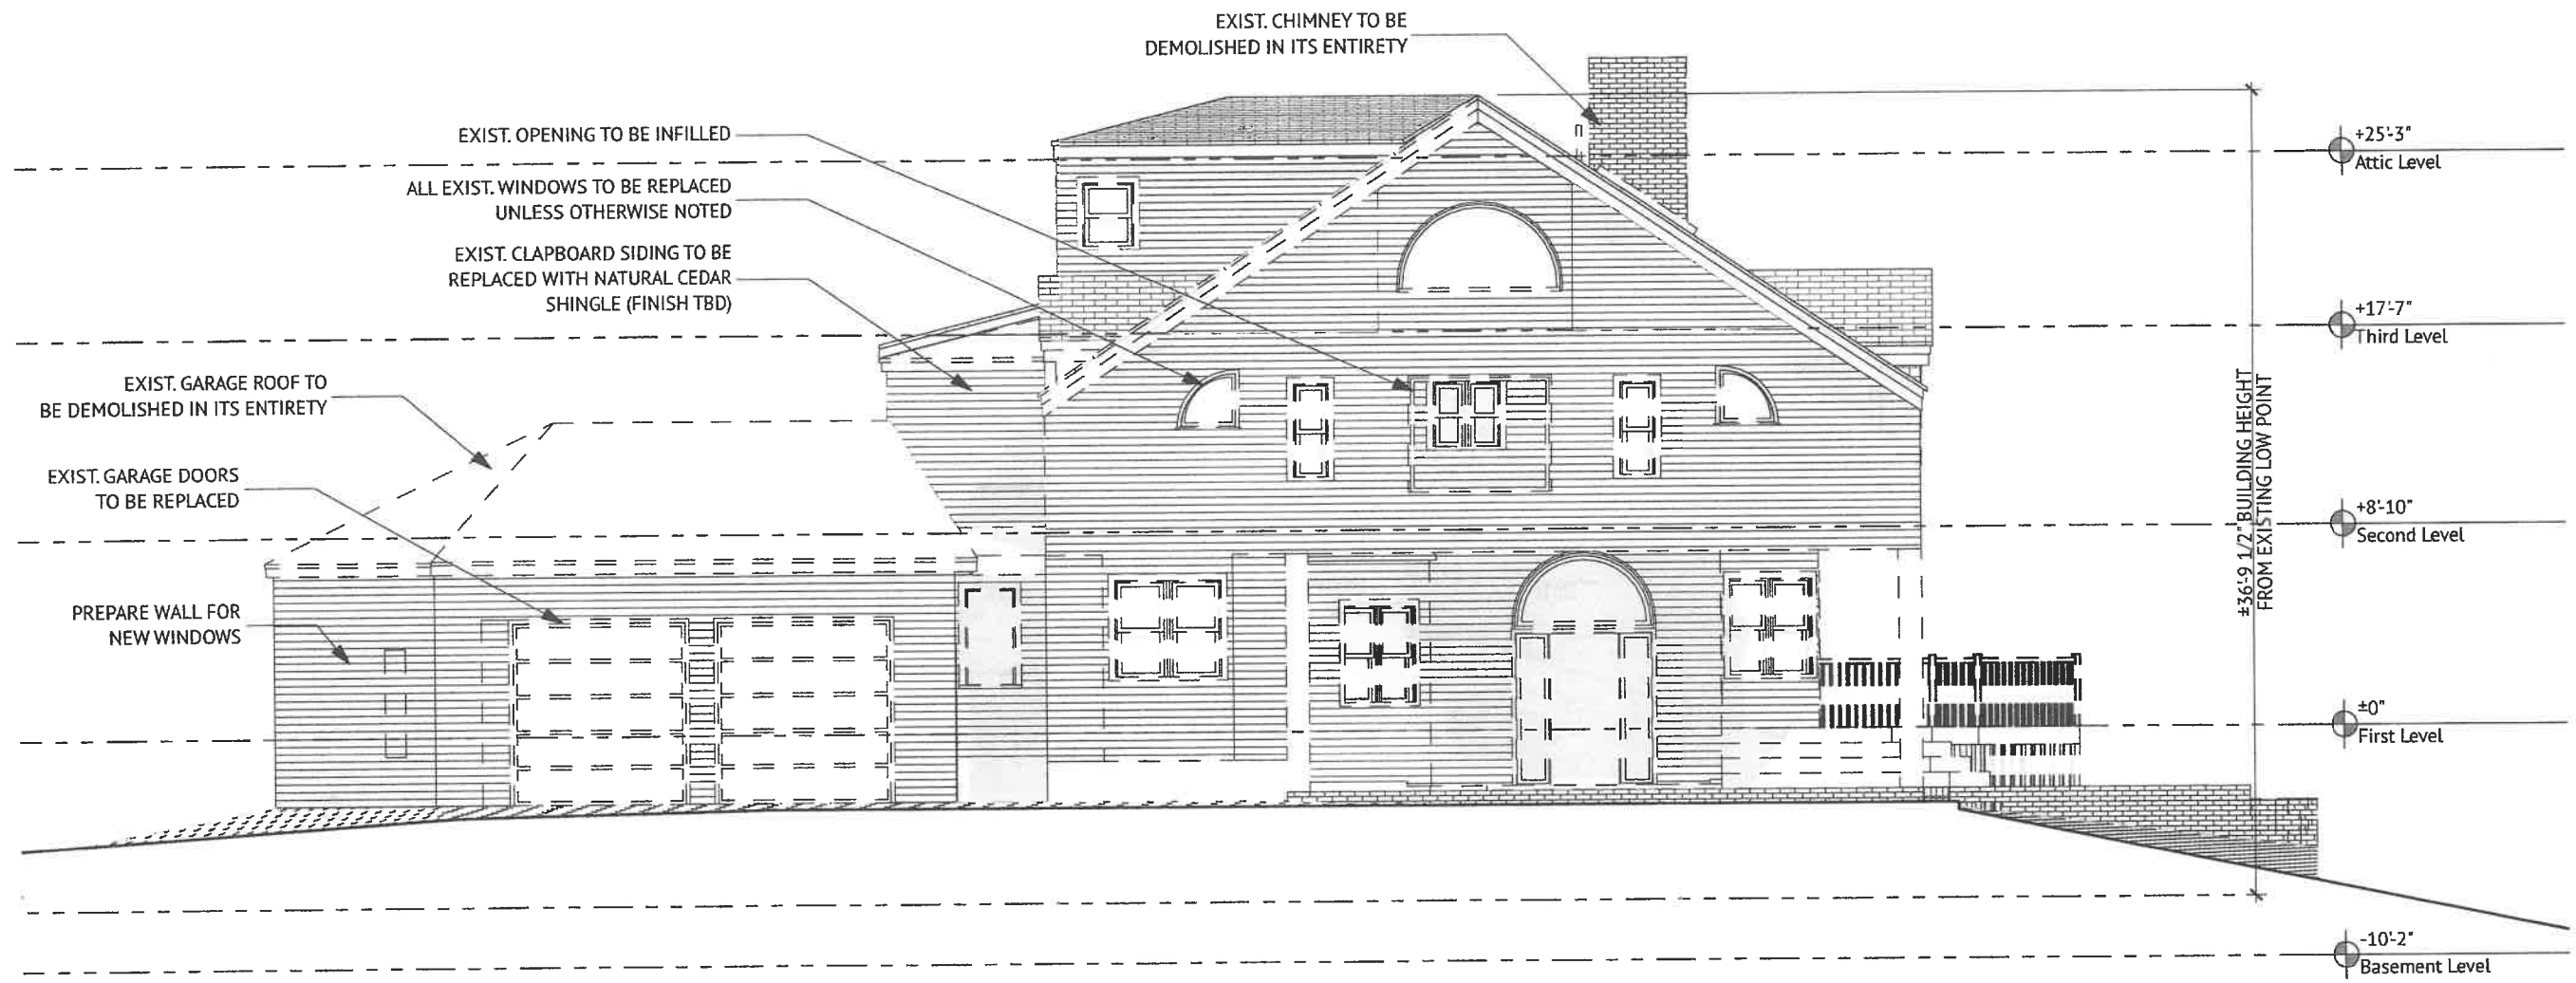 EXIST. CHIMNEY TO BE
DEMOLISHED IN ITS ENTIRETY
EXIST. OPENING TO BE INFILLED
ALL EXIST. WINDOWS TO BE REPLACED
UNLESS OTHERWISE NOTED
EXIST. CLAPBOARD SIDING TO BE
REPLACED WITH NATURAL CEDAR
SHINGLE (FINISH TBD)
EXIST. GARAGE ROOF TO
BE DEMOLISHED IN ITS ENTIRETY
EXIST. GARAGE DOORS
TO BE REPLACED
PREPARE WALL FOR
NEW WINDOWS
±36'-9 1/2" BUILDING HEIGHT
FROM EXISTING LOW POINT
+25'-3"
Attic Level
+17'-7"
Third Level
+8'-10"
Second Level
±0"
First Level
-10'-2"
Basement Level